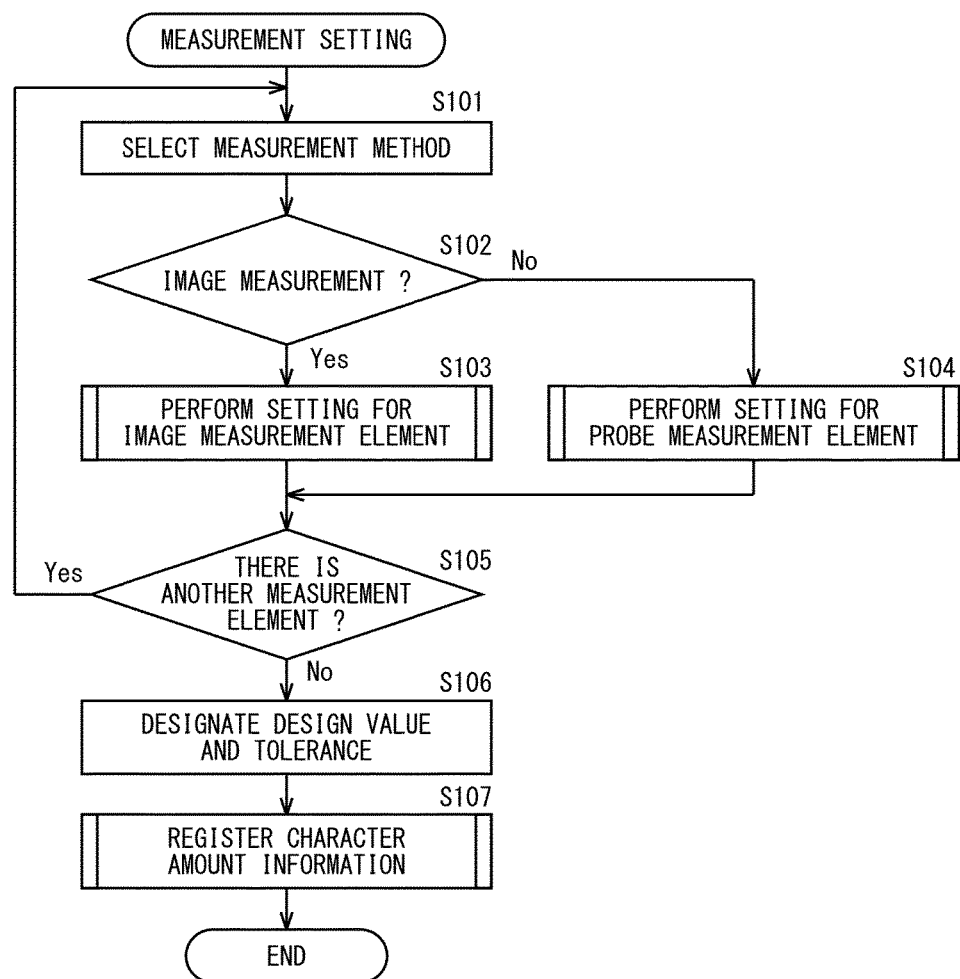 MEASUREMENT SETTING
S101
SELECT MEASUREMENT METHOD
S102
IMAGE MEASUREMENT ?
No
Yes
S103
PERFORM SETTING FOR
IMAGE MEASUREMENT ELEMENT
S104
PERFORM SETTING FOR
PROBE MEASUREMENT ELEMENT
S105
Yes
THERE IS
ANOTHER MEASUREMENT
ELEMENT ?
No
S106
DESIGNATE DESIGN VALUE
AND TOLERANCE
S107
REGISTER CHARACTER
AMOUNT INFORMATION
END